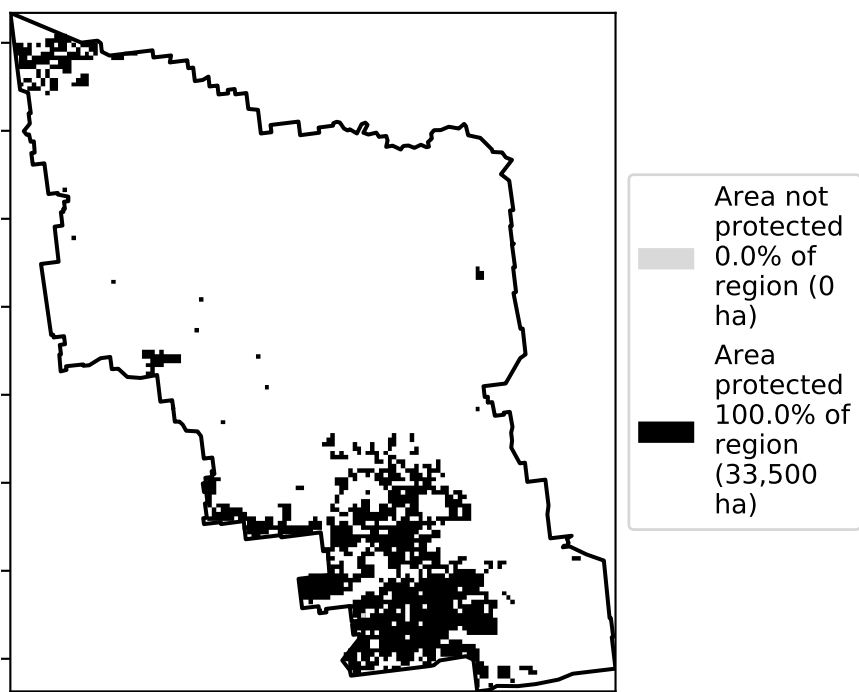 Area not
protected
0.0% of
region (0
ha)
Area
protected
100.0% of
region
(33,500
ha)